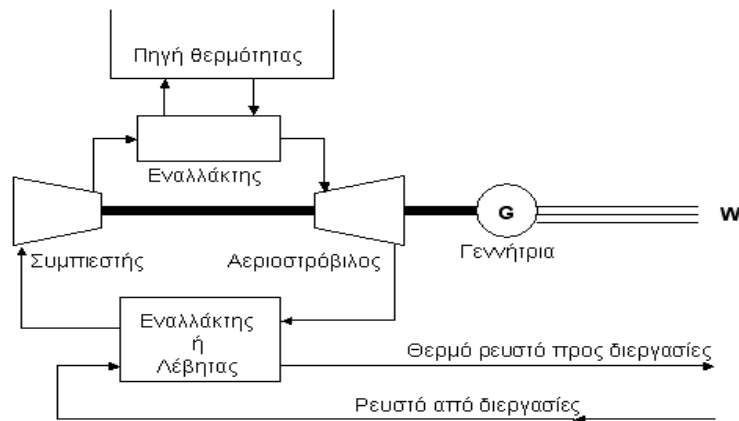 Πηγή θερμότητας
Εναλλάκτης
G
W
Συμπιεστής
Αεριοστρόβιλος
Γεννήτρια
Εναλλάκτης
ή
Λέβητας
Θερμό ρευστό προς διεργασίες
Ρευστό από διεργασίες